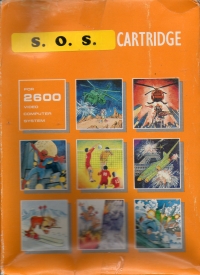 S. O. S. CARTRIDGE
FOR
2600
VIDEO
COMPUTER
SYSTEM